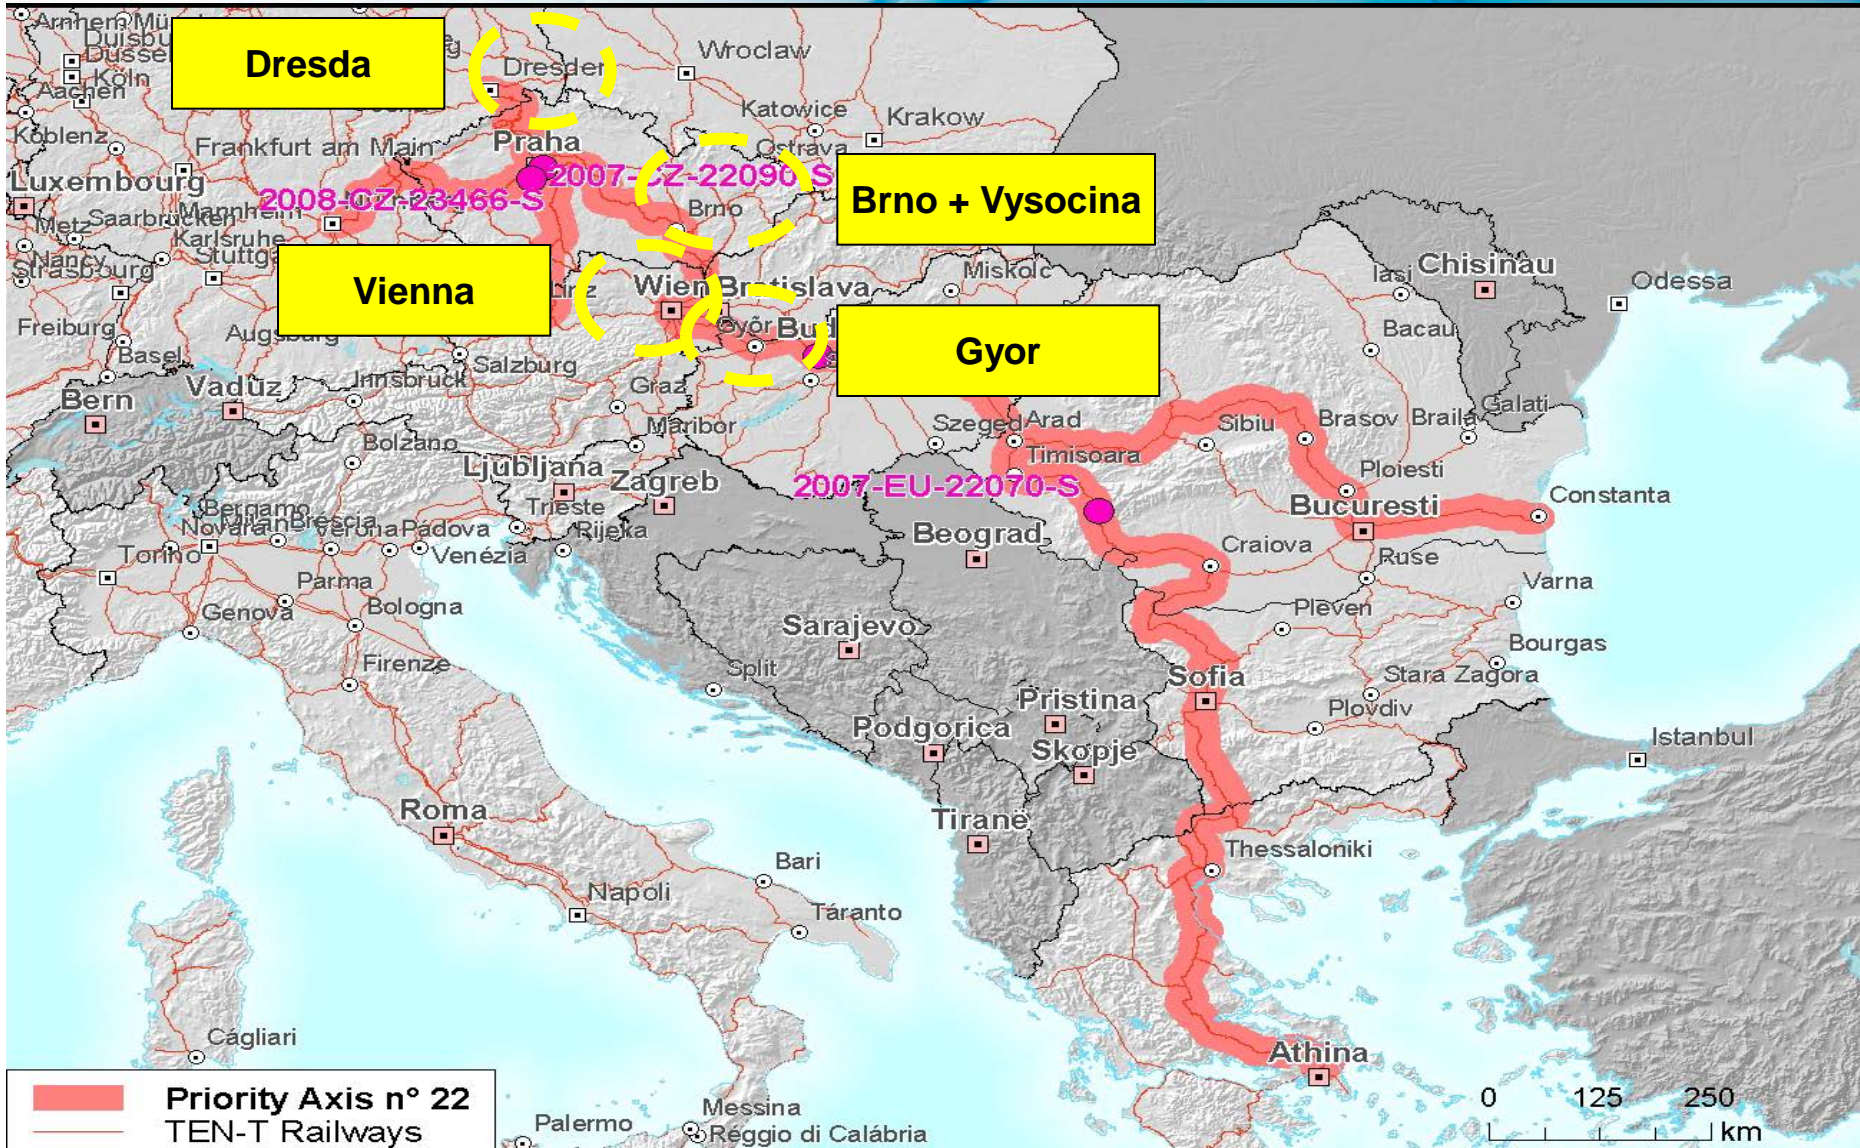 Arnhem
Dresda
Dresden
Wroclaw
Köln
Aachen
Katowice
Krakow
Koblenz
Frankfurt am Main
Praha
Ostrava
Luxembourg
2007-CZ-22090-S
2008-CZ-23466-S
Brno + Vysocina
Brno
Metz
Saarbrücken
Mannheim
Karlsruhe
Nancy
Strasbourg
Vienna
Linz
Wien
Bratislava
Miskolc
Iasi
Chisinau
Odessa
Freiburg
Györ
Gyor
Bacau
Basel
Salzburg
Innsbruck
Vaduz
Bern
Graz
Maribor
Szeged
Arad
Sibiu
Brasov
Braila
Galati
Bolzano
Timisoara
Ljubljana
Zagreb
2007-EU-22070-S
Ploiesti
Bucuresti
Constanta
Bergamo
Novara
Milano
Brescia
Verona
Pádova
Trieste
Rijeka
Torino
Venézia
Beograd
Craiova
Ruse
Varna
Parma
Genova
Bologna
Pleven
Sarajevo
Bourgas
Firenze
Split
Sofia
Stara Zagora
Pristina
Plovdiv
Podgorica
Skopje
Istanbul
Roma
Tiranë
Thessaloniki
Bari
Napoli
Táranto
Cágliari
Athina
Priority Axis n° 22
TEN-T Railways
Palermo
Messina
Réggio di Calábria
0 125 250
km